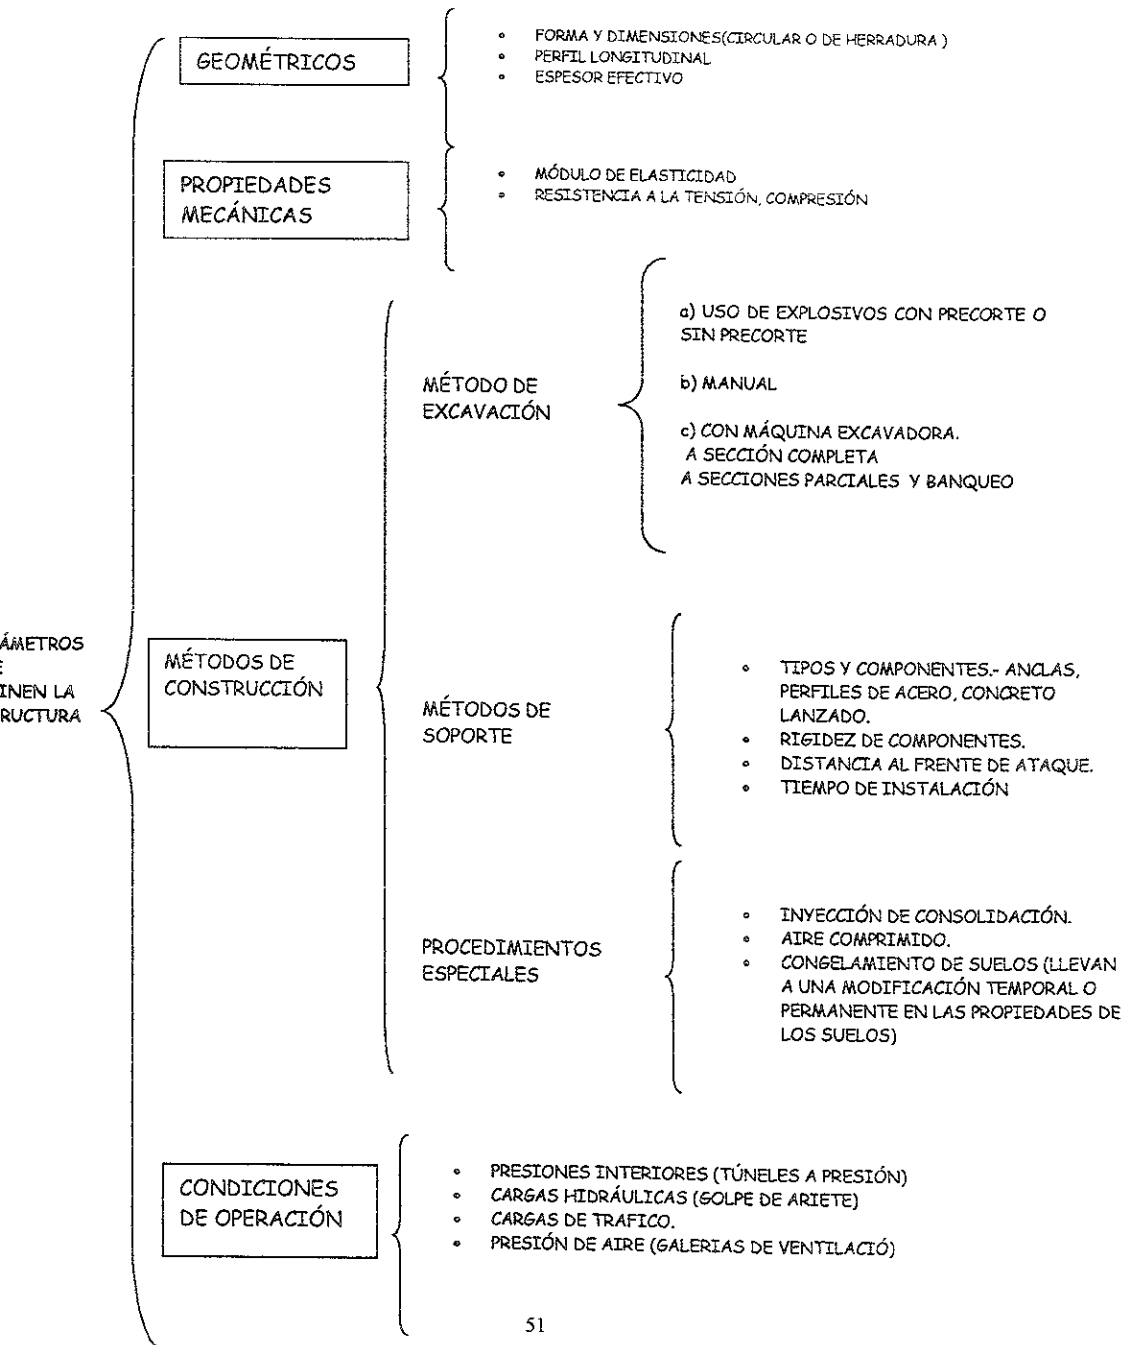 GEOMÉTRICOS
• FORMA Y DIMENSIONES(CIRCULAR O DE HERRADURA )
• PERFIL LONGITUDINAL
• ESPESOR EFECTIVO
PROPIEDADES
MECÁNICAS
• MÓDULO DE ELASTICIDAD
• RESISTENCIA A LA TENSIÓN, COMPRESIÓN
ÁMETROS
E
INEN LA
RUCTURA
MÉTODOS DE
CONSTRUCCIÓN
MÉTODO DE
EXCAVACIÓN
a) USO DE EXPLOSIVOS CON PRECORTE O
SIN PRECORTE
b) MANUAL
c) CON MÁQUINA EXCAVADORA.
A SECCIÓN COMPLETA
A SECCIONES PARCIALES Y BANQUEO
MÉTODOS DE
SOPORTE
• TIPOS Y COMPONENTES.- ANCLAS,
PERFILES DE ACERO, CONCRETO
LANZADO.
• RIGIDEZ DE COMPONENTES.
• DISTANCIA AL FRENTE DE ATAQUE.
• TIEMPO DE INSTALACIÓN
PROCEDIMIENTOS
ESPECIALES
• INYECCIÓN DE CONSOLIDACIÓN.
• AIRE COMPRIMIDO.
• CONGELAMIENTO DE SUELOS (LLEVAN
A UNA MODIFICACIÓN TEMPORAL O
PERMANENTE EN LAS PROPIEDADES DE
LOS SUELOS)
CONDICIONES
DE OPERACIÓN
• PRESIONES INTERIORES (TÚNELES A PRESIÓN)
• CARGAS HIDRÁULICAS (GOLPE DE ARIETE)
• CARGAS DE TRAFICO.
• PRESIÓN DE AIRE (GALERIAS DE VENTILACIÓ)
51